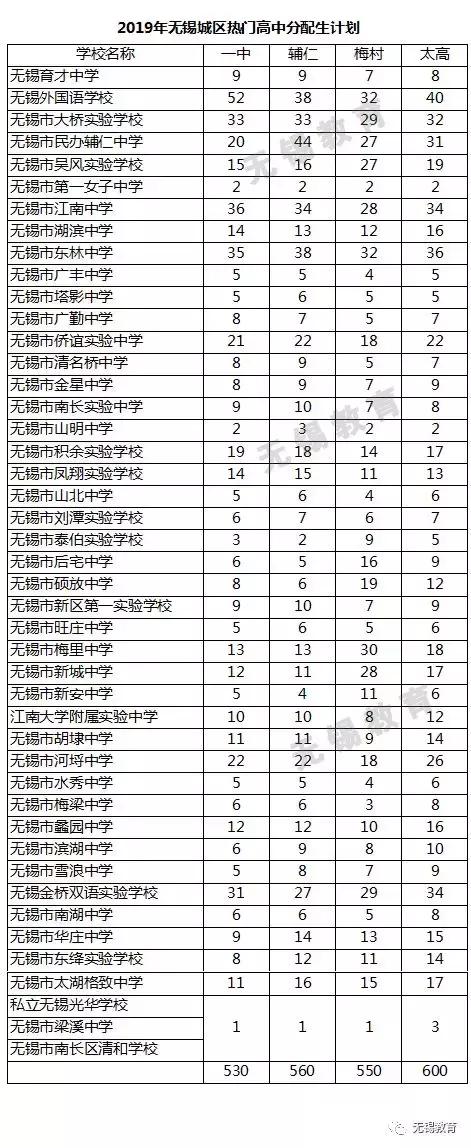 2019年无锡城区热门高中分配生计划
学校名称 一中 辅仁 梅村 太高
无锡育才中学 9 9 7 8
无锡外国语学校 52 38 32 40
无锡市大桥实验学校 33 33 29 32
无锡市民办辅仁中学 20 44 27 31
无锡市吴风实验学校 15 16 27 19
无锡市第一女子中学 2 2 2 2
无锡市江南中学 36 34 28 34
无锡市湖滨中学 14 13 12 16
无锡市东林中学 35 38 32 36
无锡市广丰中学 5 5 4 5
无锡市塔影中学 5 6 5 5
无锡市广勤中学 8 7 5 7
无锡市侨谊实验中学 21 22 18 22
无锡市清名桥中学 8 9 5 7
无锡市金星中学 8 9 7 9
无锡市南长实验中学 9 10 7 8
无锡市山明中学 2 3 2 2
无锡市积余实验学校 19 18 14 17
无锡市凤翔实验学校 14 15 11 13
无锡市山北中学 5 6 4 6
无锡市刘潭实验学校 6 7 6 7
无锡市泰伯实验学校 3 2 9 5
无锡市后宅中学 6 5 16 9
无锡市硕放中学 8 6 19 12
无锡市新区第一实验学校 9 10 7 9
无锡市旺庄中学 5 6 5 6
无锡市梅里中学 13 13 30 18
无锡市新城中学 12 11 28 17
无锡市新安中学 5 4 11 6
江南大学附属实验中学 10 10 8 12
无锡市胡埭中学 11 11 9 14
无锡市河埒中学 22 22 18 26
无锡市水秀中学 5 5 4 6
无锡市梅梁中学 6 6 3 8
无锡市蠡园中学 12 12 10 16
无锡市滨湖中学 6 9 8 10
无锡市雪浪中学 5 8 7 9
无锡金桥双语实验学校 31 27 29 34
无锡市南湖中学 6 6 5 8
无锡市华庄中学 9 14 13 15
无锡市东绛实验学校 8 12 11 14
无锡市太湖格致中学 11 16 15 17
私立无锡光华学校
无锡市梁溪中学 1 1 1 3
无锡市南长区清和学校
530 560 550 600
无锡教育
无锡教育
无锡教育
无锡教育